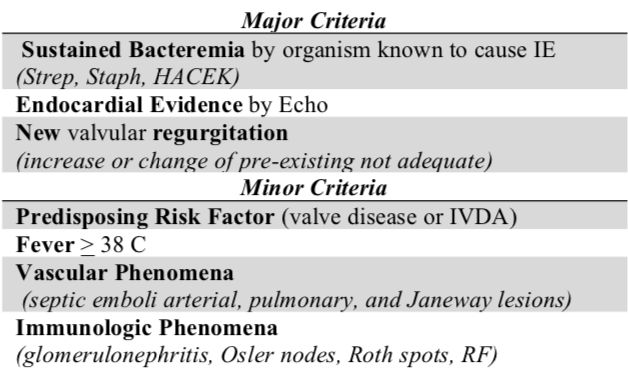 Major Criteria
Sustained Bacteremia by organism known to cause IE
(Strep, Staph, HACEK)
Endocardial Evidence by Echo
New valvular regurgitation
(increase or change of pre-existing not adequate)
Minor Criteria
Predisposing Risk Factor (valve disease or IVDA)
Fever ≥ 38 C
Vascular Phenomena
(septic emboli arterial, pulmonary, and Janeway lesions)
Immunologic Phenomena
(glomerulonephritis, Osler nodes, Roth spots, RF)